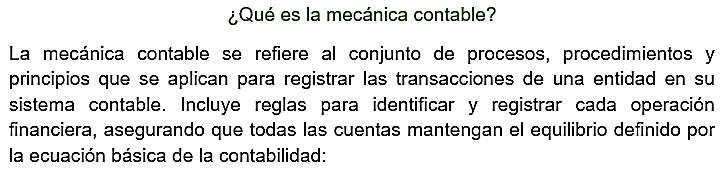 ¿Qué es la mecánica contable?
La mecánica contable se refiere al conjunto de procesos, procedimientos y
principios que se aplican para registrar las transacciones de una entidad en su
sistema contable. Incluye reglas para identificar y registrar cada operación
financiera, asegurando que todas las cuentas mantengan el equilibrio definido por
la ecuación básica de la contabilidad: